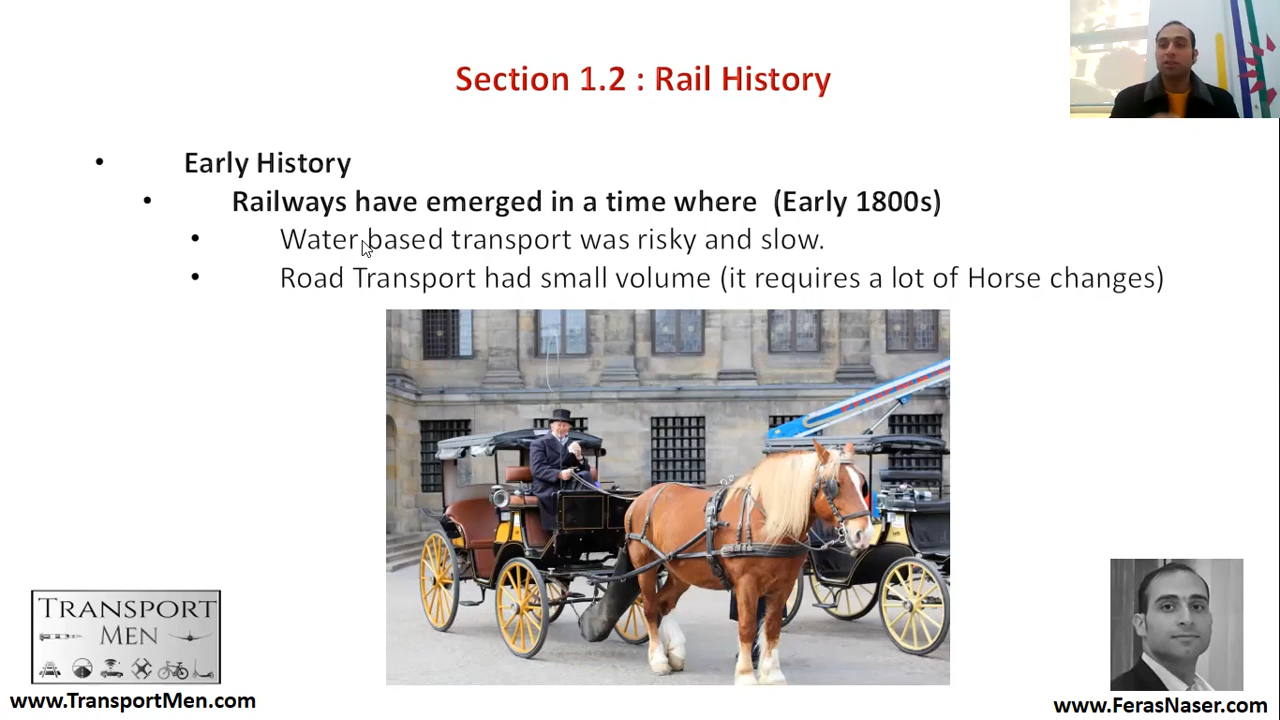 Section 1.2 : Rail History
• Early History
• Railways have emerged in a time where (Early 1800s)
• Water based transport was risky and slow.
• Road Transport had small volume (it requires a lot of Horse changes)
TRANSPORT
MEN
www.TransportMen.com
www.FerasNaser.com